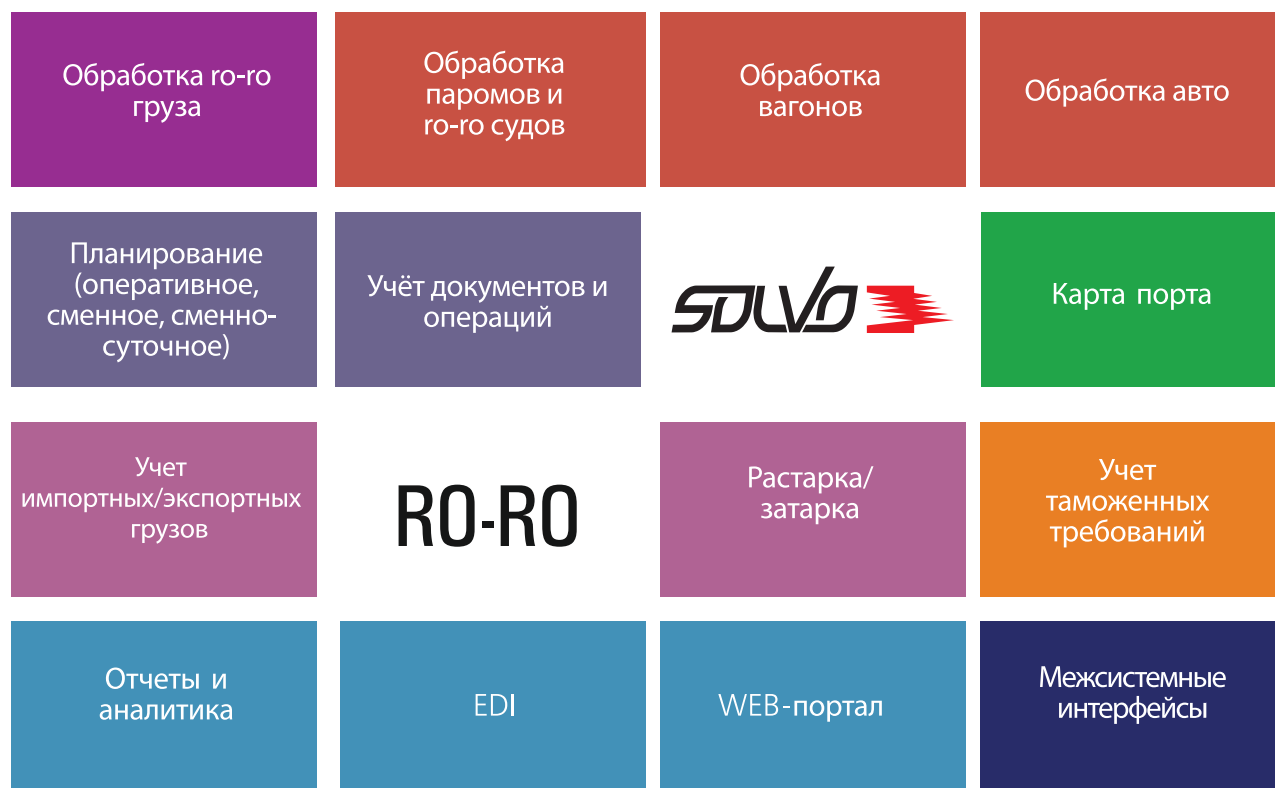 Обработка ro-ro
груза
Обработка
паромов и
ro-ro судов
Обработка
вагонов
Обработка авто
Планирование
(оперативное,
сменное, сменно-
суточное)
Учёт документов и
операций
SOLVO
Карта порта
Учет
импортных/экспортных
грузов
RO-RO
Растарка/
затарка
Учет
таможенных
требований
Отчеты и
аналитика
EDI
WEB-портал
Межсистемные
интерфейсы